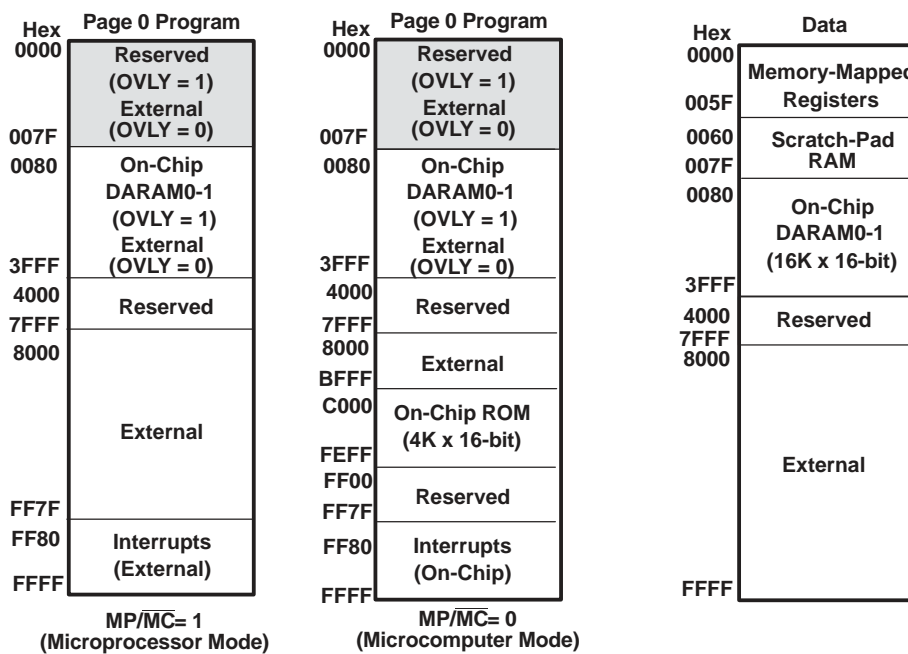 Hex
Page 0 Program
0000
Reserved
(OVLY = 1)
External
(OVLY = 0)
007F
0080
On-Chip
DARAM0-1
(OVLY = 1)
External
(OVLY = 0)
3FFF
4000
Reserved
7FFF
8000
External
FF7F
FF80
Interrupts
(External)
FFFF
MP/MC= 1
(Microprocessor Mode)
Hex
Page 0 Program
0000
Reserved
(OVLY = 1)
External
(OVLY = 0)
007F
0080
On-Chip
DARAM0-1
(OVLY = 1)
External
(OVLY = 0)
3FFF
4000
Reserved
7FFF
8000
External
BFFF
C000
On-Chip ROM
(4K x 16-bit)
FEFF
FF00
Reserved
FF7F
FF80
Interrupts
(On-Chip)
FFFF
MP/MC= 0
(Microcomputer Mode)
Hex
Data
0000
Memory-Mapped
Registers
005F
0060
Scratch-Pad
RAM
007F
0080
On-Chip
DARAM0-1
(16K x 16-bit)
3FFF
4000
Reserved
7FFF
8000
External
FFFF